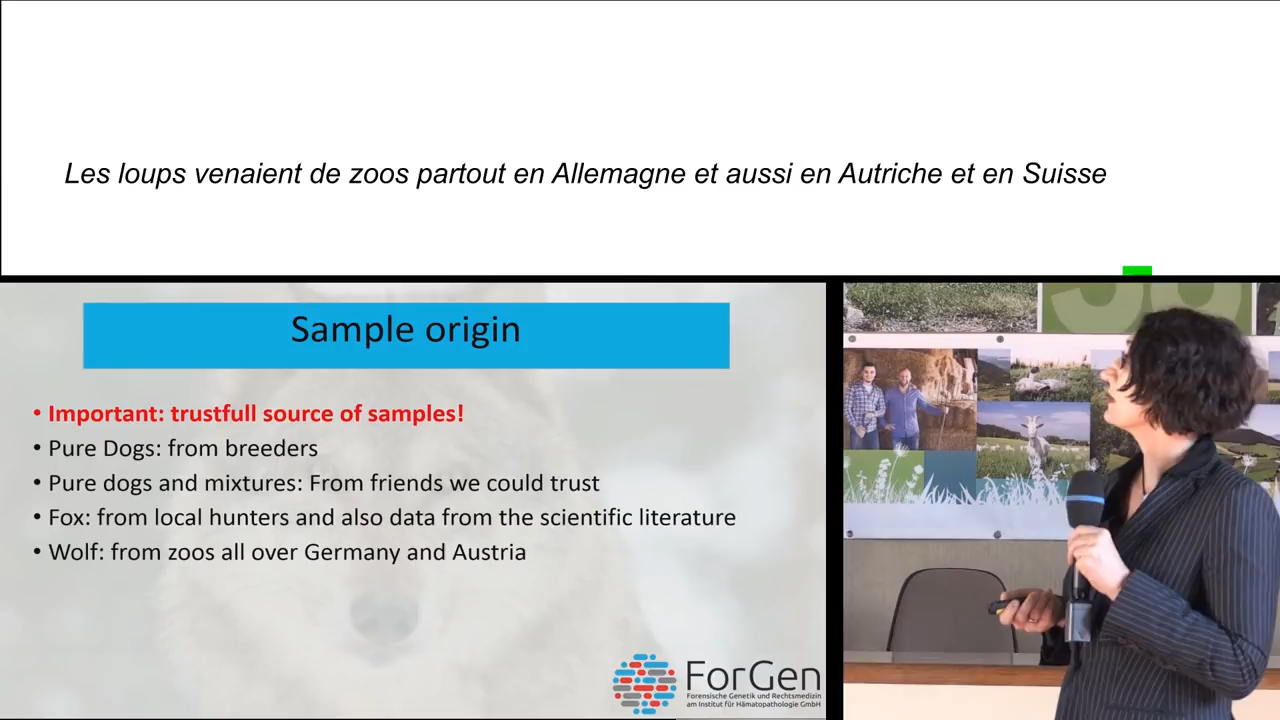 Les loups venaient de zoos partout en Allemagne et aussi en Autriche et en Suisse
Sample origin
• Important: trustfull source of samples!
• Pure Dogs: from breeders
• Pure dogs and mixtures: From friends we could trust
• Fox: from local hunters and also data from the scientific literature
• Wolf: from zoos all over Germany and Austria
ForGen
Forensische Genetik und Rechtsmedizin
am Institut für Hämatopathologie GmbH